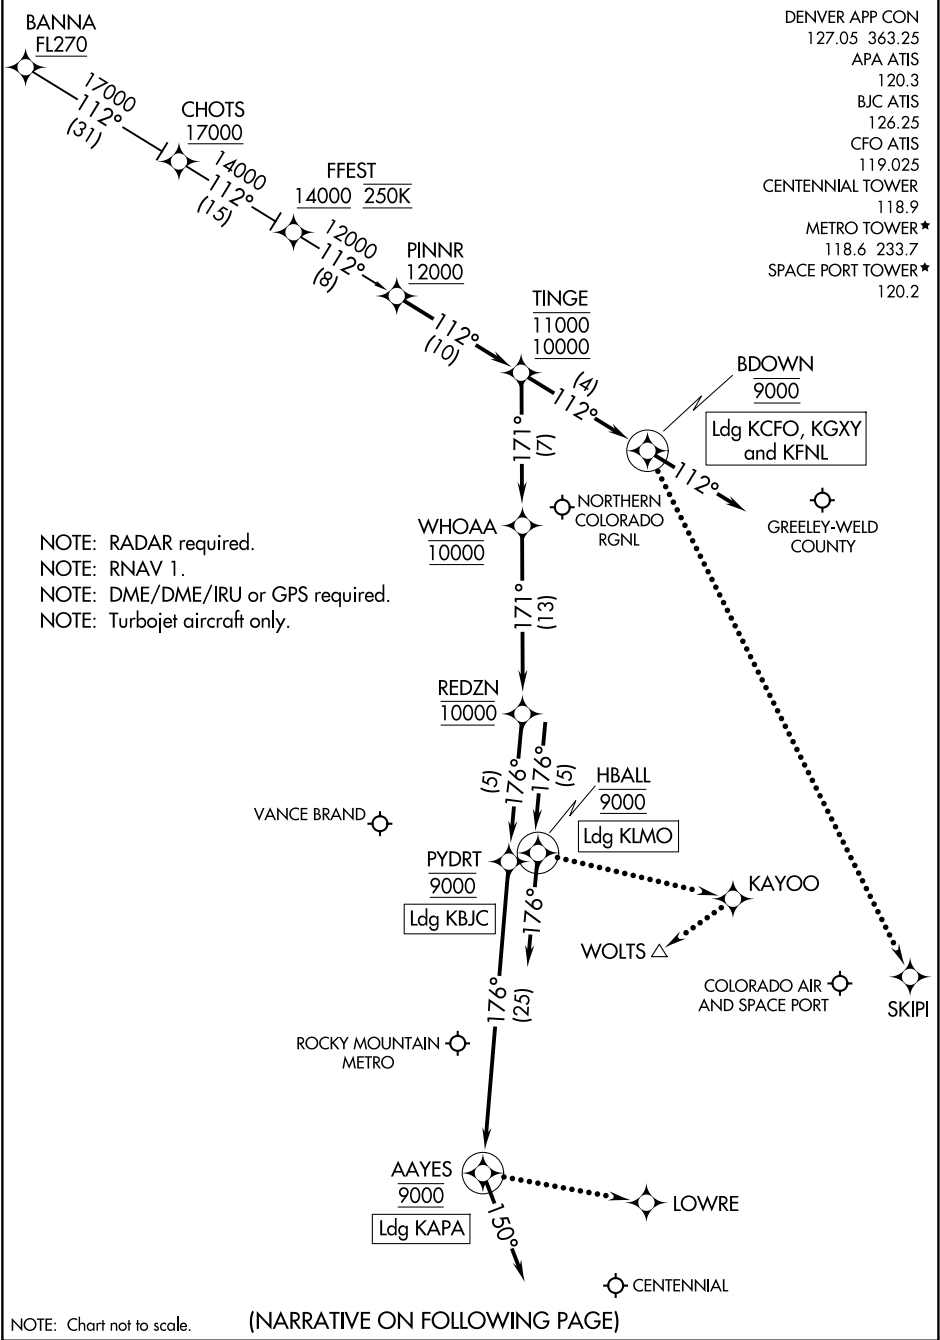 BANNA
FL270
17000
112°
(31)
CHOTS
17000
14000
112°
(15)
FFEST
14000 250K
12000
112°
(8)
PINNR
12000
112°
(10)
TINGE
11000
10000
(4)
112°
DENVER APP CON
127.05 363.25
APA ATIS
120.3
BJC ATIS
126.25
CFO ATIS
119.025
CENTENNIAL TOWER
118.9
METRO TOWER★
118.6 233.7
SPACE PORT TOWER★
120.2
BDOWN
9000
Ldg KCFO, KGXY
and KFNL
112°
171°
(7)
WHOAA
10000
NORTHERN
COLORADO
RGNL
GREELEY-WELD
COUNTY
NOTE: RADAR required.
NOTE: RNAV 1.
NOTE: DME/DME/IRU or GPS required.
NOTE: Turbojet aircraft only.
171°
(13)
REDZN
10000
(5)
176°
176°
(5)
HBALL
9000
Ldg KLMO
VANCE BRAND
PYDRT
9000
Ldg KBJC
176°
KAYOO
WOLTS
COLORADO AIR
AND SPACE PORT
SKIPI
176°
(25)
ROCKY MOUNTAIN
METRO
AAYES
9000
Ldg KAPA
150°
LOWRE
CENTENNIAL
NOTE: Chart not to scale.
(NARRATIVE ON FOLLOWING PAGE)